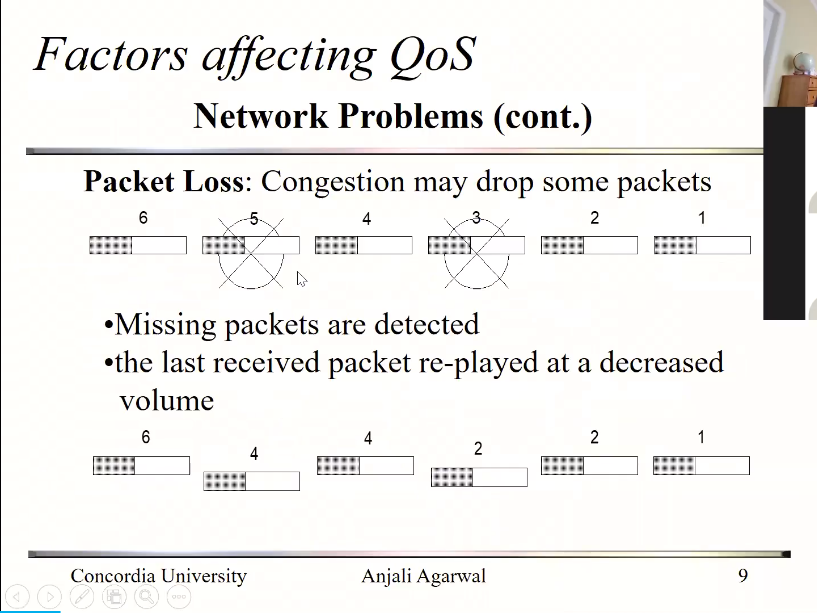 Factors affecting QoS
Network Problems (cont.)
Packet Loss: Congestion may drop some packets
6 5 4 3 2 1
•Missing packets are detected
•the last received packet re-played at a decreased
volume
6 4 4 2 2 1
Concordia University Anjali Agarwal 9